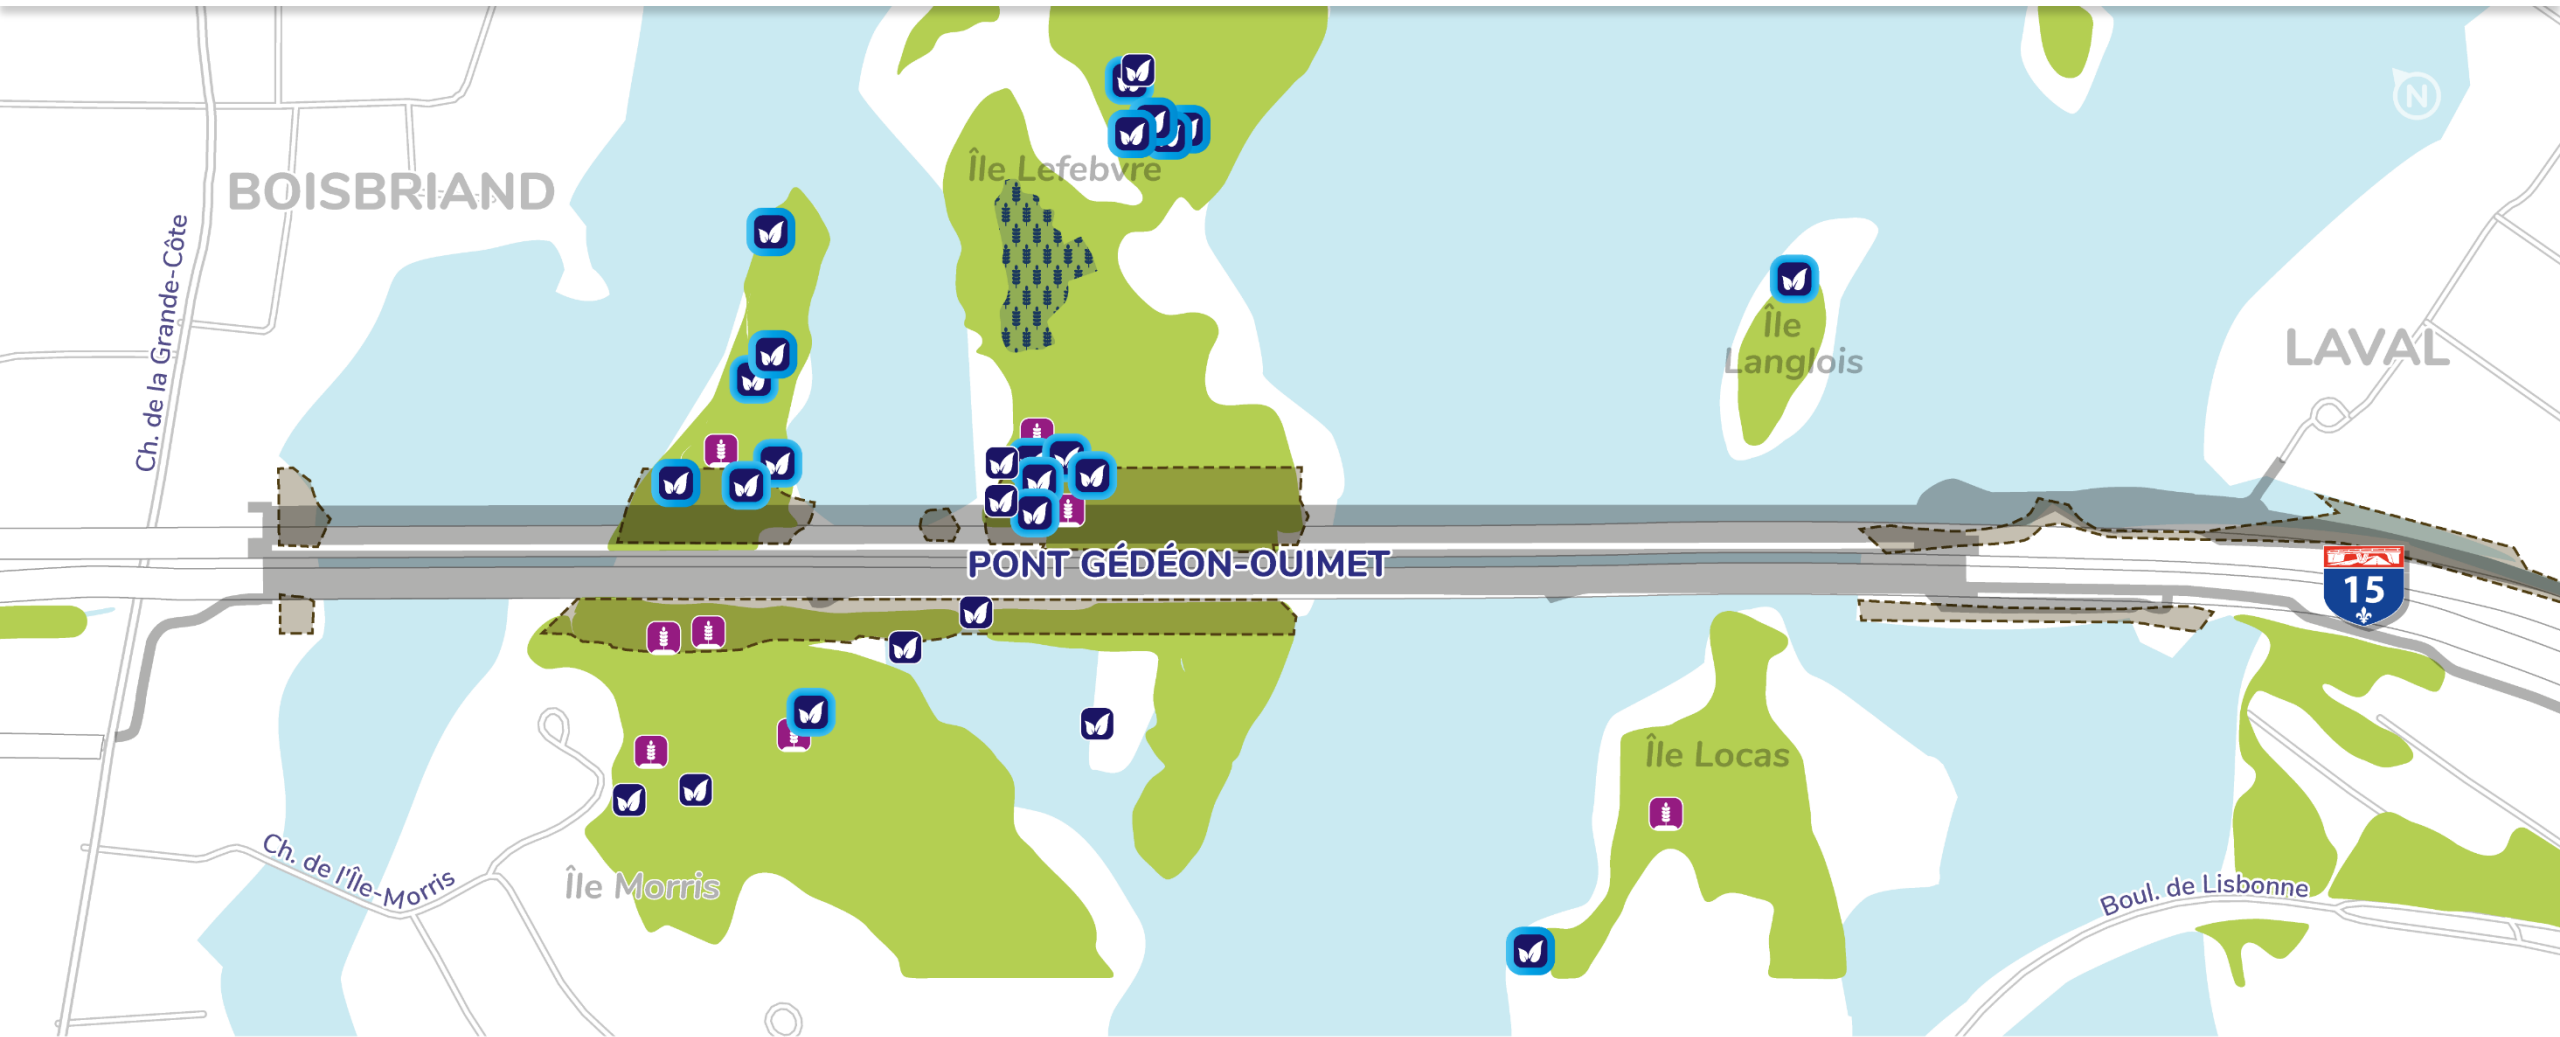 N
Île Lefebvre
BOISBRIAND
Ch. de la Grande-Côte
Île
Langlois
LAVAL
PONT GÉDÉON-OUIMET
15
Île Locas
Ch. de l'Île-Morris
Île Morris
Boul. de Lisbonne